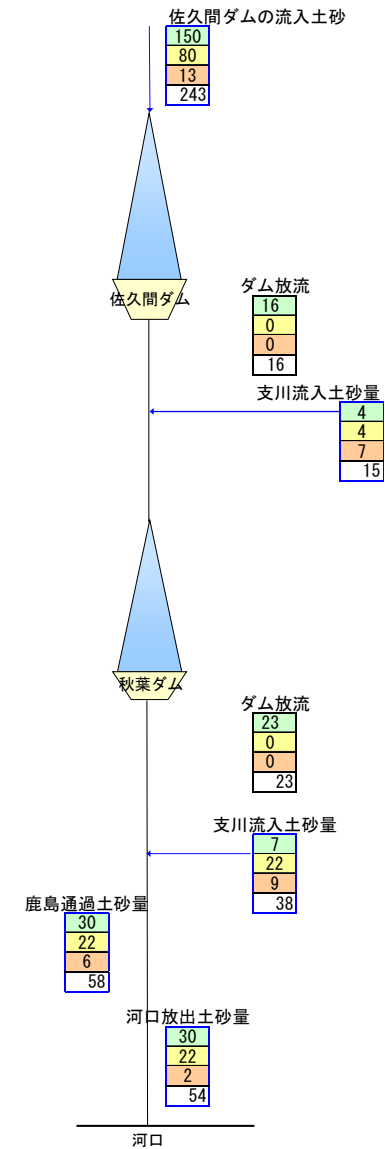 佐久間ダムの流入土砂
150
80
13
243
佐久間ダム
ダム放流
16
0
0
16
支川流入土砂量
4
4
7
15
秋葉ダム
ダム放流
23
0
0
23
支川流入土砂量
7
22
9
38
鹿島通過土砂量
30
22
6
58
河口放出土砂量
30
22
2
54
河口